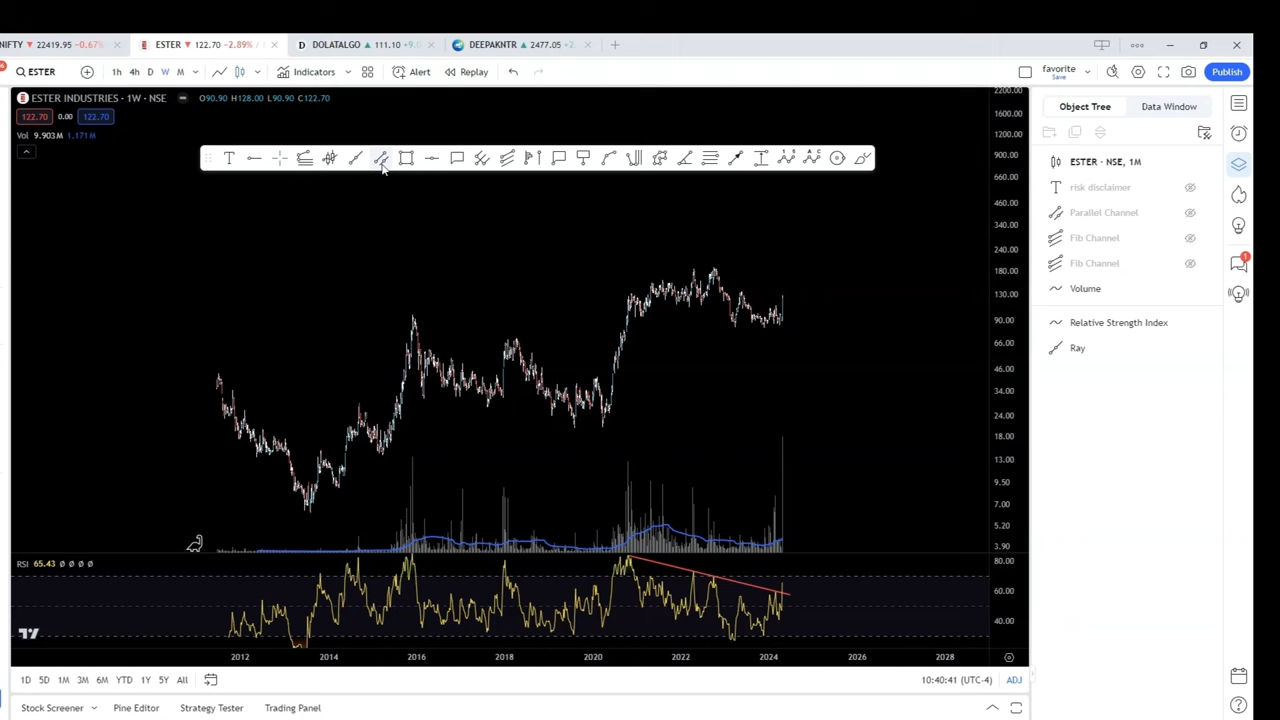 NIFTY 22419.95 -0.67%
ESTER 122.70 -2.89% /
DOLATALGO 111.10 +9.
DEEPAKNTR 2477.05 +2.
ESTER
1h 4h D W M
Indicators
Alert
Replay
favorite
Save
Publish
ESTER INDUSTRIES · 1W · NSE
O90.90 H128.00 L90.90 C122.70
122.70 0.00 122.70
Vol 9.903M 1.171M
2200.00
1600.00
1200.00
900.00
660.00
460.00
340.00
240.00
180.00
130.00
90.00
66.00
46.00
34.00
24.00
18.00
13.00
9.50
7.00
5.20
3.90
Object Tree
Data Window
ESTER · NSE, 1M
risk disclaimer
Parallel Channel
Fib Channel
Fib Channel
Volume
Relative Strength Index
Ray
1
RSI 65.43 Ø Ø Ø Ø
80.00
60.00
40.00
2012 2014 2016 2018 2020 2022 2024 2026 2028
1D 5D 1M 3M 6M YTD 1Y 5Y All
10:40:41 (UTC-4)
ADJ
Stock Screener
Pine Editor
Strategy Tester
Trading Panel